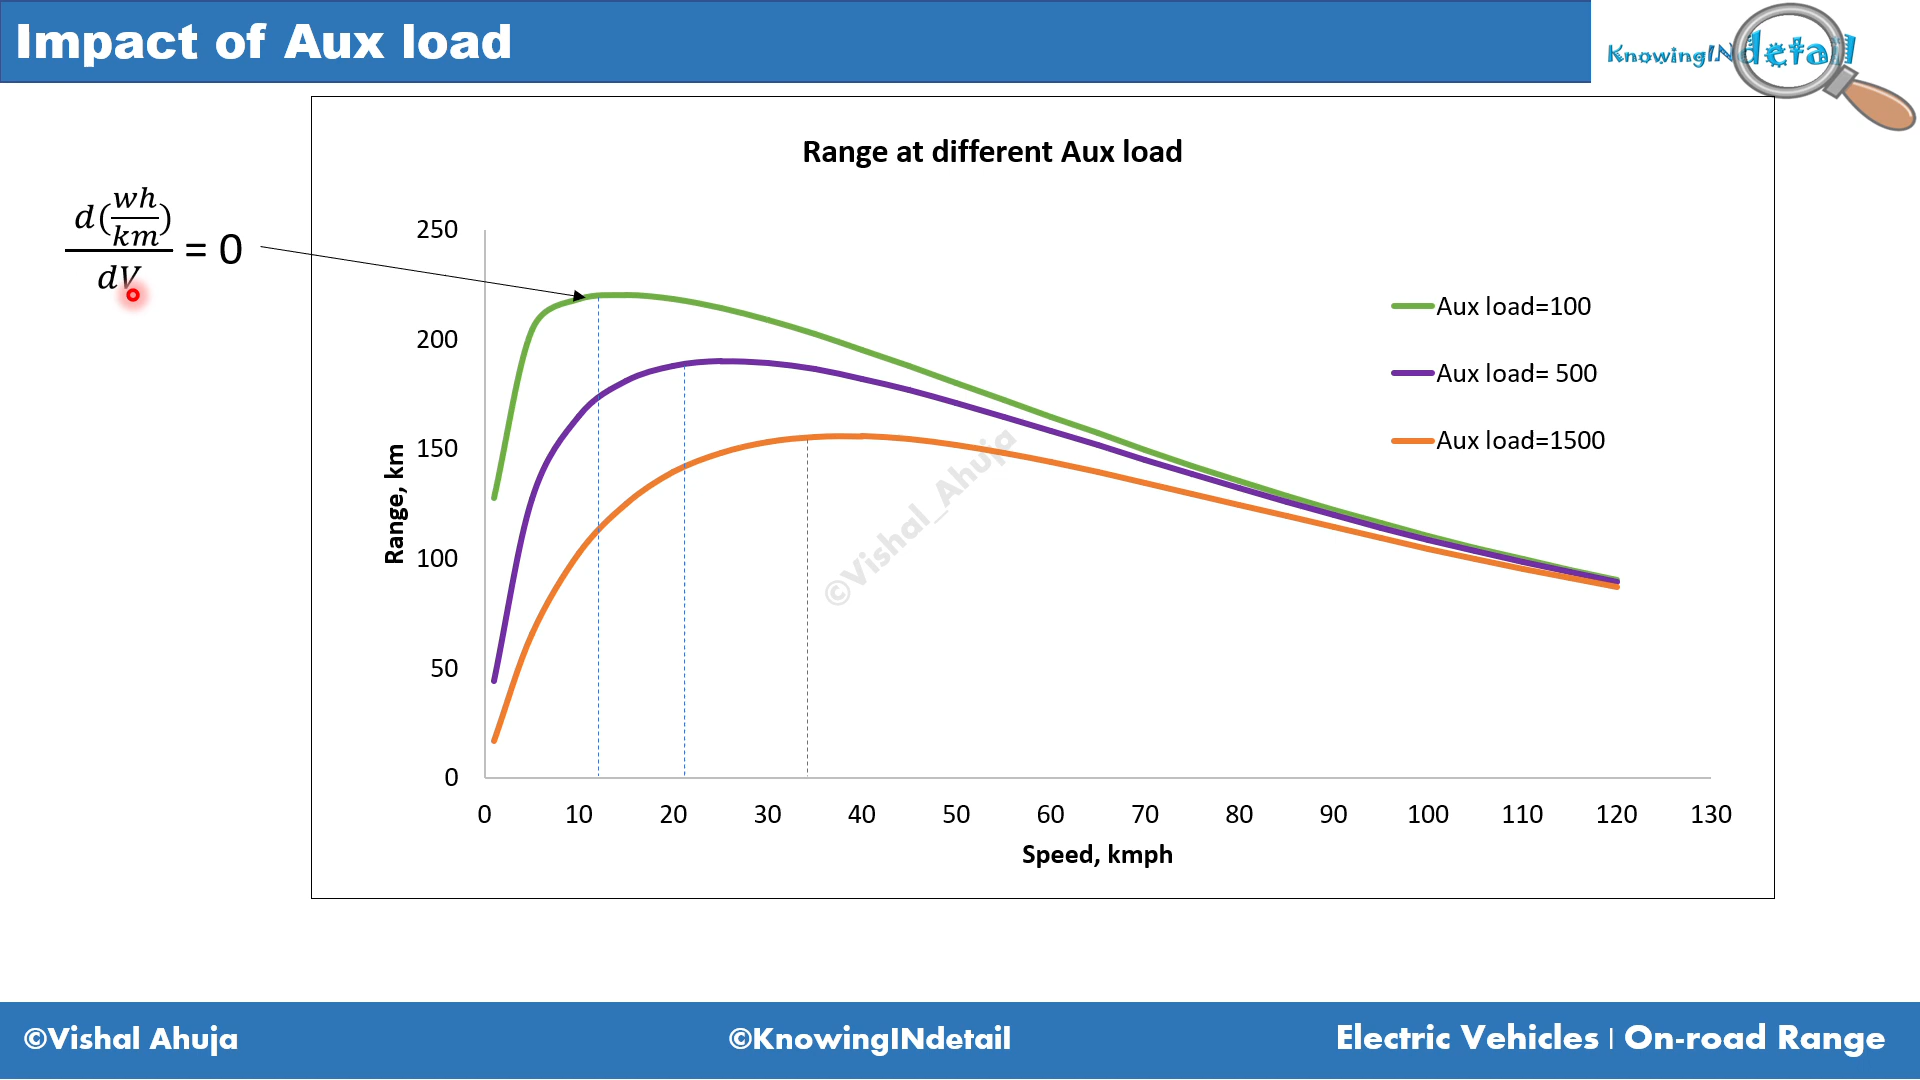 Impact of Aux load
KnowingINdetail
Range at different Aux load
d(wh/km)/dV = 0
250
200
150
100
50
0
Range, km
Aux load=100
Aux load= 500
Aux load=1500
©Vishal_Ahuja
0 10 20 30 40 50 60 70 80 90 100 110 120 130
Speed, kmph
©Vishal Ahuja
©KnowingINdetail
Electric Vehicles | On-road Range